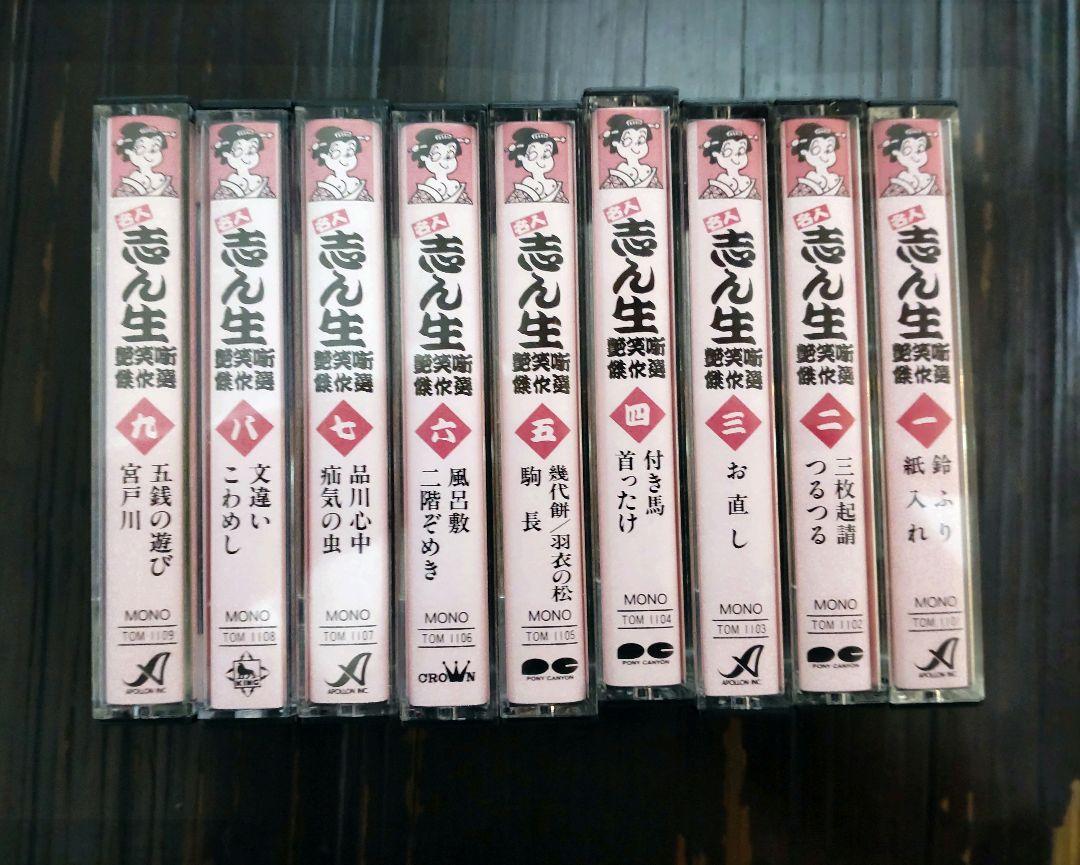 名人
志ん生
艶笑噺
傑作選
九
五銭の遊び
宮戸川
MONO
TOM 1109
APOLLON INC.
名人
志ん生
艶笑噺
傑作選
八
文違い
こわめし
MONO
TOM 1108
KING
名人
志ん生
艶笑噺
傑作選
七
品川心中
疝気の虫
MONO
TOM 1107
APOLLON INC.
名人
志ん生
艶笑噺
傑作選
六
風呂敷
二階ぞめき
MONO
TOM 1106
CROWN
名人
志ん生
艶笑噺
傑作選
五
幾代餅/羽衣の松
駒長
MONO
TOM 1105
PONY CANYON
名人
志ん生
艶笑噺
傑作選
四
付き馬
首ったけ
MONO
TOM 1104
PONY CANYON
名人
志ん生
艶笑噺
傑作選
三
お直し
MONO
TOM 1103
APOLLON INC.
名人
志ん生
艶笑噺
傑作選
二
三枚起請
つるつる
MONO
TOM 1102
PONY CANYON
名人
志ん生
艶笑噺
傑作選
一
鈴ふり
紙入れ
MONO
TOM 1101
APOLLON INC.